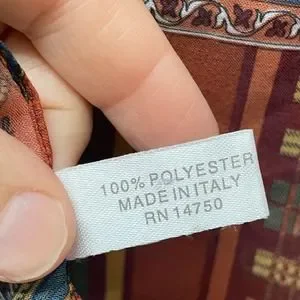 100% POLYESTER
MADE IN ITALY
RN 14750